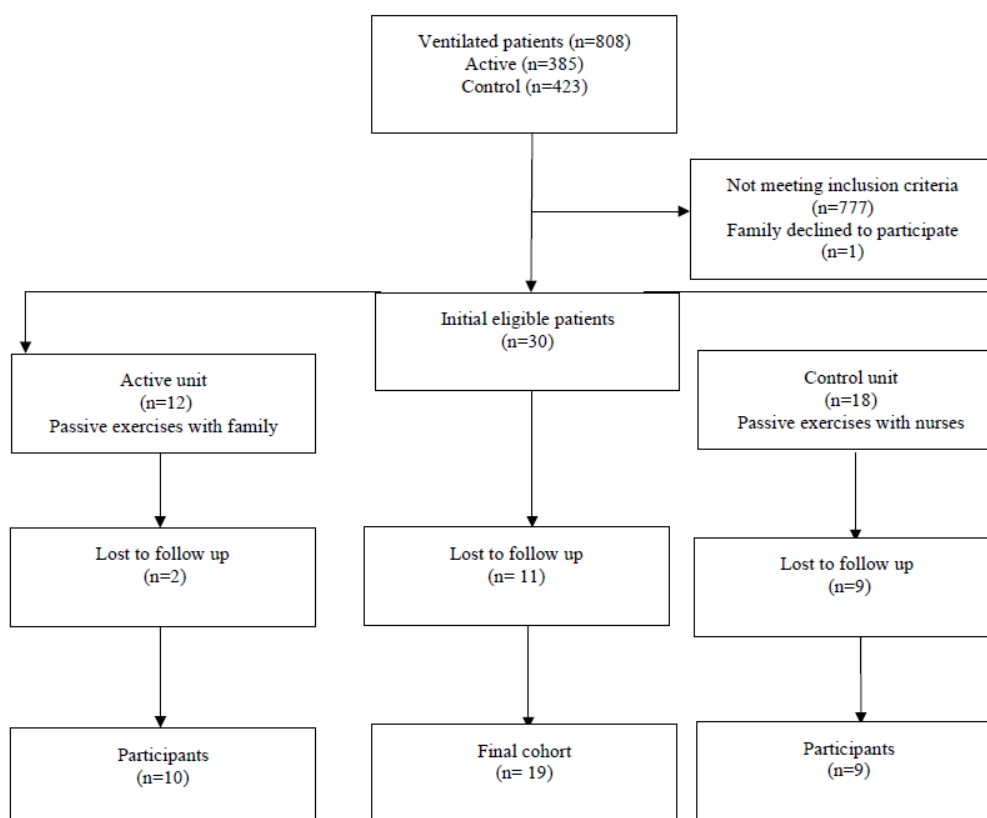 Ventilated patients (n=808)
Active (n=385)
Control (n=423)
Not meeting inclusion criteria
(n=777)
Family declined to participate
(n=1)
Initial eligible patients
(n=30)
Active unit
(n=12)
Passive exercises with family
Control unit
(n=18)
Passive exercises with nurses
Lost to follow up
(n=2)
Lost to follow up
(n= 11)
Lost to follow up
(n=9)
Participants
(n=10)
Final cohort
(n= 19)
Participants
(n=9)